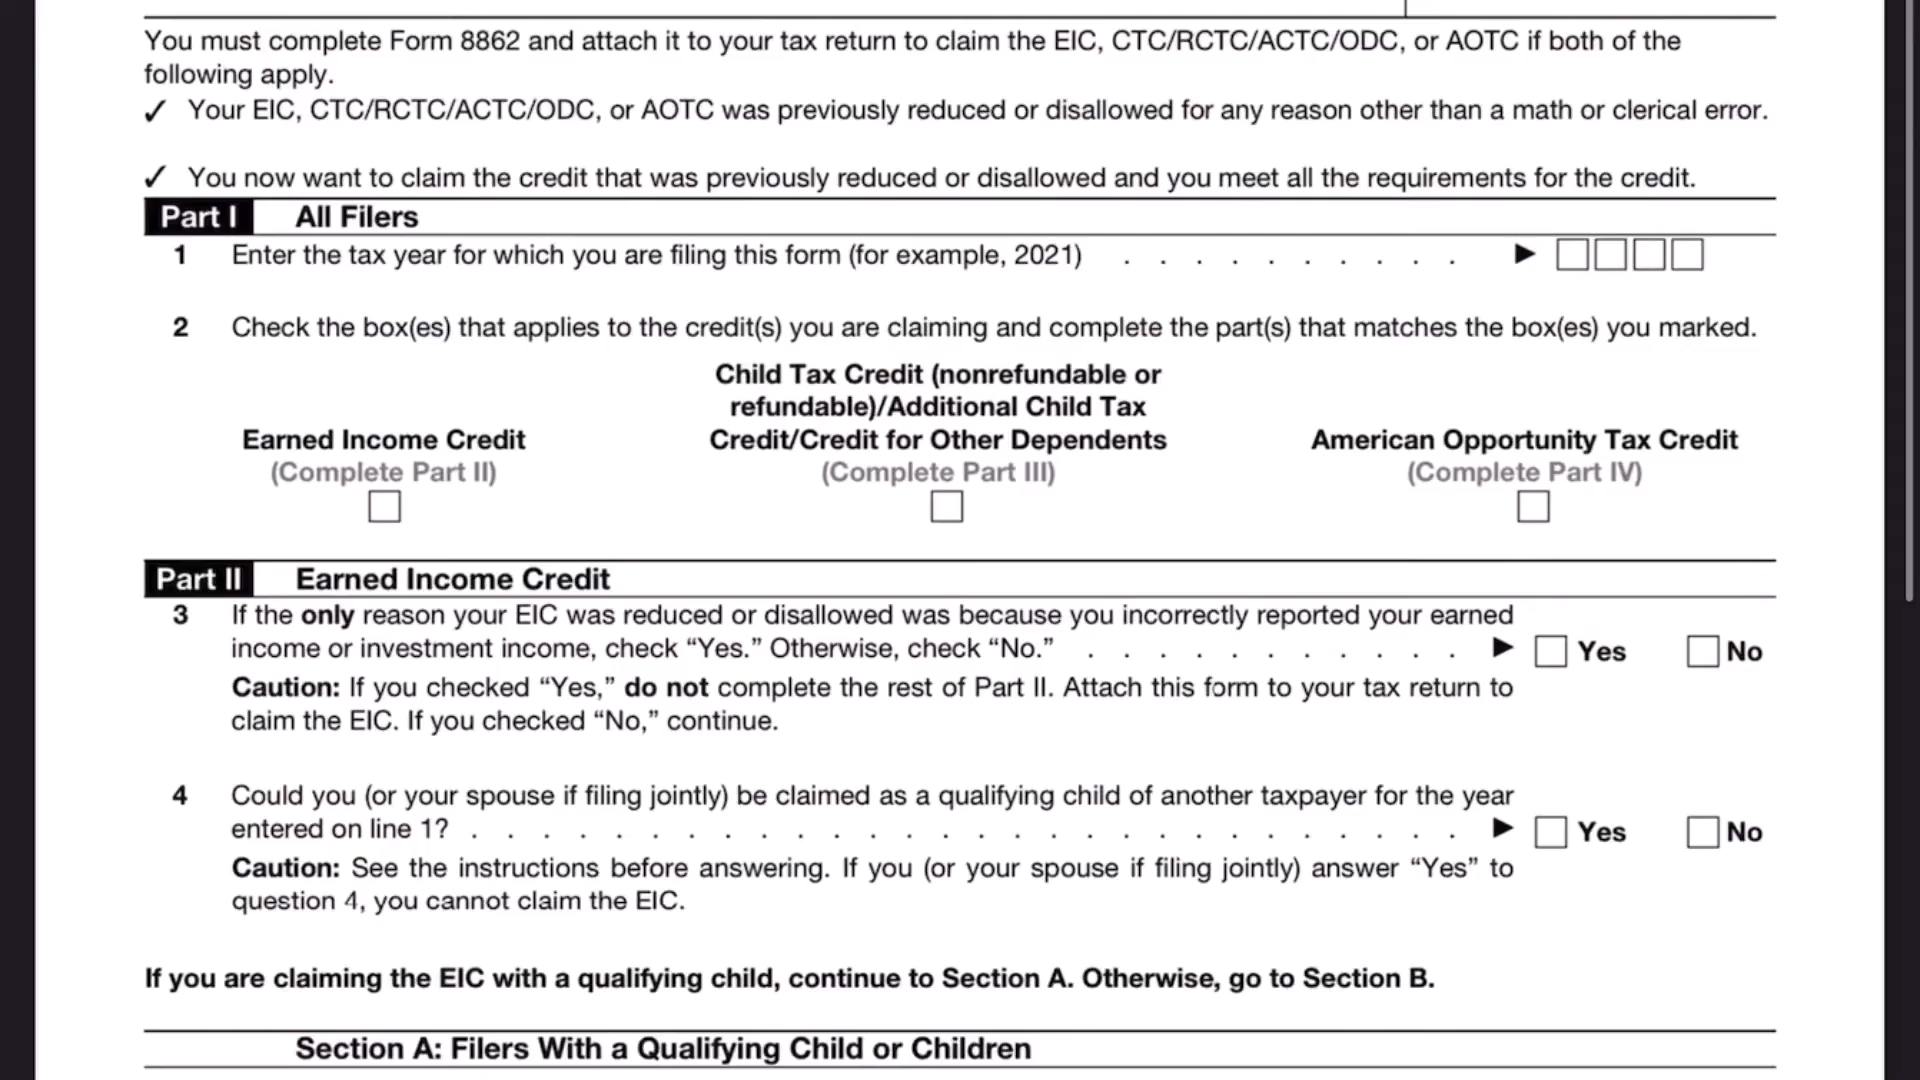 You must complete Form 8862 and attach it to your tax return to claim the EIC, CTC/RCTC/ACTC/ODC, or AOTC if both of the
following apply.
✓ Your EIC, CTC/RCTC/ACTC/ODC, or AOTC was previously reduced or disallowed for any reason other than a math or clerical error.
✓ You now want to claim the credit that was previously reduced or disallowed and you meet all the requirements for the credit.
Part I All Filers
1 Enter the tax year for which you are filing this form (for example, 2021) . . . . . . . . . . ▶
2 Check the box(es) that applies to the credit(s) you are claiming and complete the part(s) that matches the box(es) you marked.
Child Tax Credit (nonrefundable or
refundable)/Additional Child Tax
Earned Income Credit Credit/Credit for Other Dependents American Opportunity Tax Credit
(Complete Part II) (Complete Part III) (Complete Part IV)
Part II Earned Income Credit
3 If the only reason your EIC was reduced or disallowed was because you incorrectly reported your earned
income or investment income, check “Yes.” Otherwise, check “No.” . . . . . . . . . . . ▶ Yes No
Caution: If you checked “Yes,” do not complete the rest of Part II. Attach this form to your tax return to
claim the EIC. If you checked “No,” continue.
4 Could you (or your spouse if filing jointly) be claimed as a qualifying child of another taxpayer for the year
entered on line 1? . . . . . . . . . . . . . . . . . . . . . . . . . . . . ▶ Yes No
Caution: See the instructions before answering. If you (or your spouse if filing jointly) answer “Yes” to
question 4, you cannot claim the EIC.
If you are claiming the EIC with a qualifying child, continue to Section A. Otherwise, go to Section B.
Section A: Filers With a Qualifying Child or Children